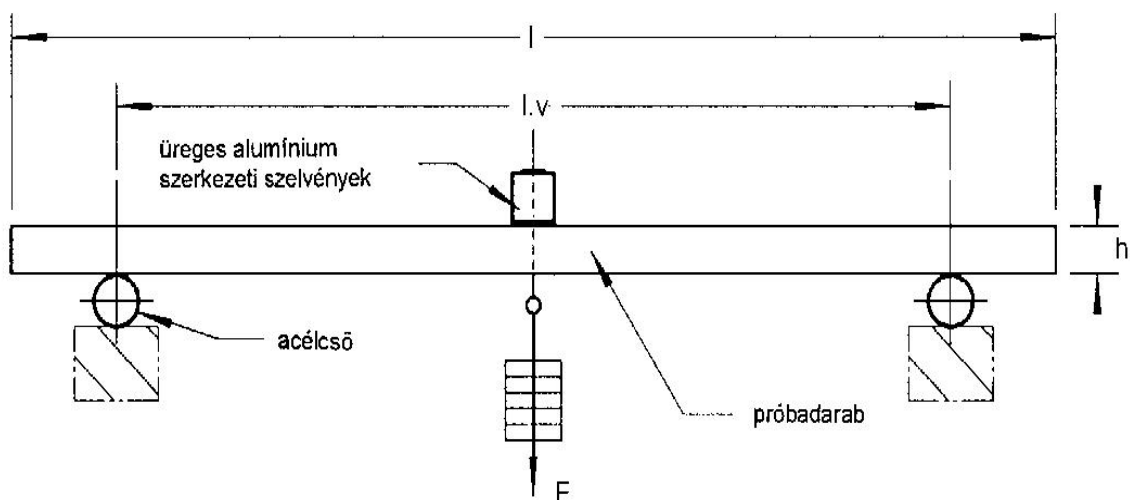 l
l.v
üreges alumínium
szerkezeti szelvények
h
acélcső
próbadarab
F